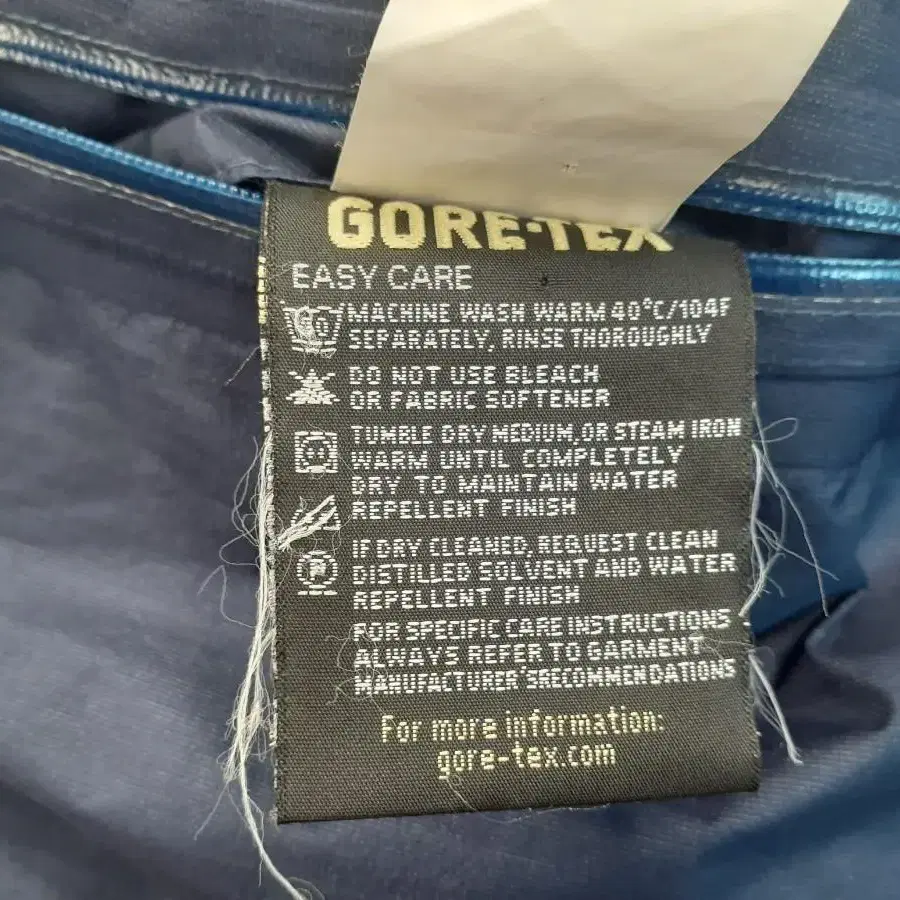 GORE-TEX
EASY CARE
MACHINE WASH WARM 40°C/104F
SEPARATELY, RINSE THOROUGHLY
DO NOT USE BLEACH
OR FABRIC SOFTENER
TUMBLE DRY MEDIUM, OR STEAM IRON
WARM UNTIL COMPLETELY
DRY TO MAINTAIN WATER
REPELLENT FINISH
IF DRY CLEANED, REQUEST CLEAN
DISTILLED SOLVENT AND WATER
REPELLENT FINISH
FOR SPECIFIC CARE INSTRUCTIONS
ALWAYS REFER TO GARMENT
MANUFACTURER'S RECOMMENDATIONS
For more information:
gore-tex.com